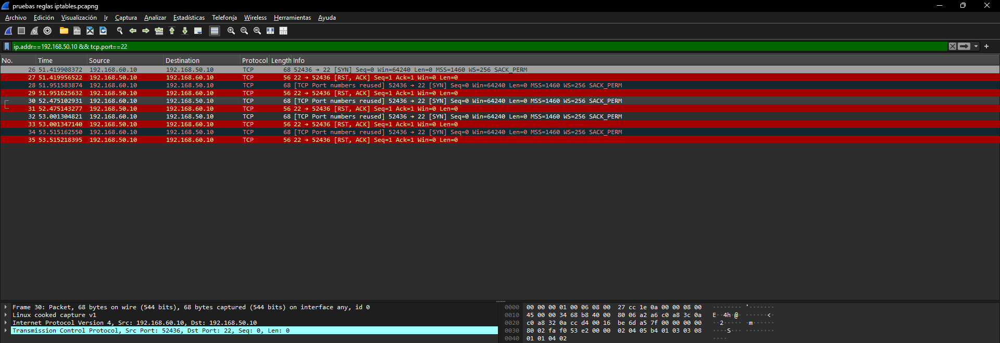 pruebas reglas iptables.pcapng
Archivo Edición Visualización Ir Captura Analizar Estadísticas Telefonía Wireless Herramientas Ayuda
ip.addr==192.168.50.10 && tcp.port==22
No. Time Source Destination Protocol Length Info
26 51.419908372 192.168.60.10 192.168.50.10 TCP 68 52436 → 22 [SYN] Seq=0 Win=64240 Len=0 MSS=1460 WS=256 SACK_PERM
27 51.419956522 192.168.50.10 192.168.60.10 TCP 56 22 → 52436 [RST, ACK] Seq=1 Ack=1 Win=0 Len=0
28 51.951583874 192.168.60.10 192.168.50.10 TCP 68 [TCP Port numbers reused] 52436 → 22 [SYN] Seq=0 Win=64240 Len=0 MSS=1460 WS=256 SACK_PERM
29 51.951625632 192.168.50.10 192.168.60.10 TCP 56 22 → 52436 [RST, ACK] Seq=1 Ack=1 Win=0 Len=0
30 52.475102931 192.168.60.10 192.168.50.10 TCP 68 [TCP Port numbers reused] 52436 → 22 [SYN] Seq=0 Win=64240 Len=0 MSS=1460 WS=256 SACK_PERM
31 52.475143277 192.168.50.10 192.168.60.10 TCP 56 22 → 52436 [RST, ACK] Seq=1 Ack=1 Win=0 Len=0
32 53.001304821 192.168.60.10 192.168.50.10 TCP 68 [TCP Port numbers reused] 52436 → 22 [SYN] Seq=0 Win=64240 Len=0 MSS=1460 WS=256 SACK_PERM
33 53.001347140 192.168.50.10 192.168.60.10 TCP 56 22 → 52436 [RST, ACK] Seq=1 Ack=1 Win=0 Len=0
34 53.515162550 192.168.60.10 192.168.50.10 TCP 68 [TCP Port numbers reused] 52436 → 22 [SYN] Seq=0 Win=64240 Len=0 MSS=1460 WS=256 SACK_PERM
35 53.515218395 192.168.50.10 192.168.60.10 TCP 56 22 → 52436 [RST, ACK] Seq=1 Ack=1 Win=0 Len=0
Frame 30: Packet, 68 bytes on wire (544 bits), 68 bytes captured (544 bits) on interface any, id 0
Linux cooked capture v1
Internet Protocol Version 4, Src: 192.168.60.10, Dst: 192.168.50.10
Transmission Control Protocol, Src Port: 52436, Dst Port: 22, Seq: 0, Len: 0
0000 00 00 00 01 00 06 08 00 27 cc 1e 0a 00 00 08 00 ········ '·······
0010 45 00 00 34 68 b8 40 00 80 06 a2 a6 c0 a8 3c 0a E··4h·@· ······<·
0020 c0 a8 32 0a cc d4 00 16 be 6d a5 7f 00 00 00 00 ··2····· ·m······
0030 80 02 fa f0 53 e2 00 00 02 04 05 b4 01 03 03 08 ····S··· ········
0040 01 01 04 02 ····